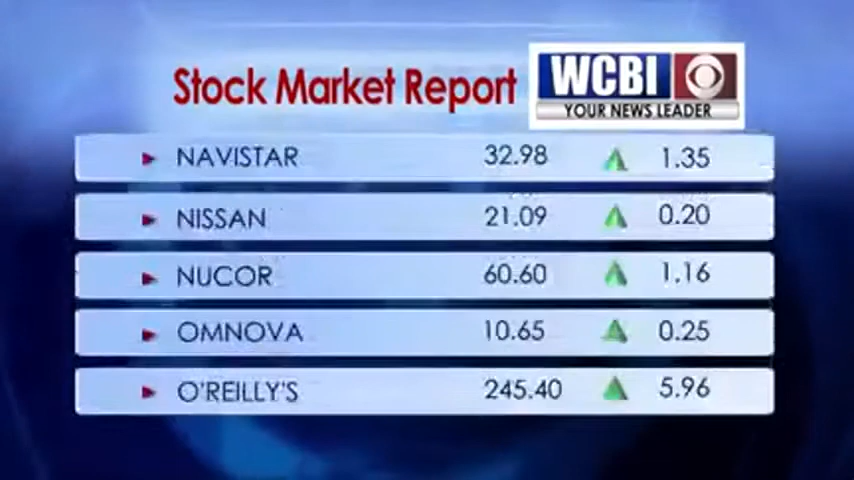 Stock Market Report
WCBI
YOUR NEWS LEADER
NAVISTAR 32.98 1.35
NISSAN 21.09 0.20
NUCOR 60.60 1.16
OMNOVA 10.65 0.25
O'REILLY'S 245.40 5.96